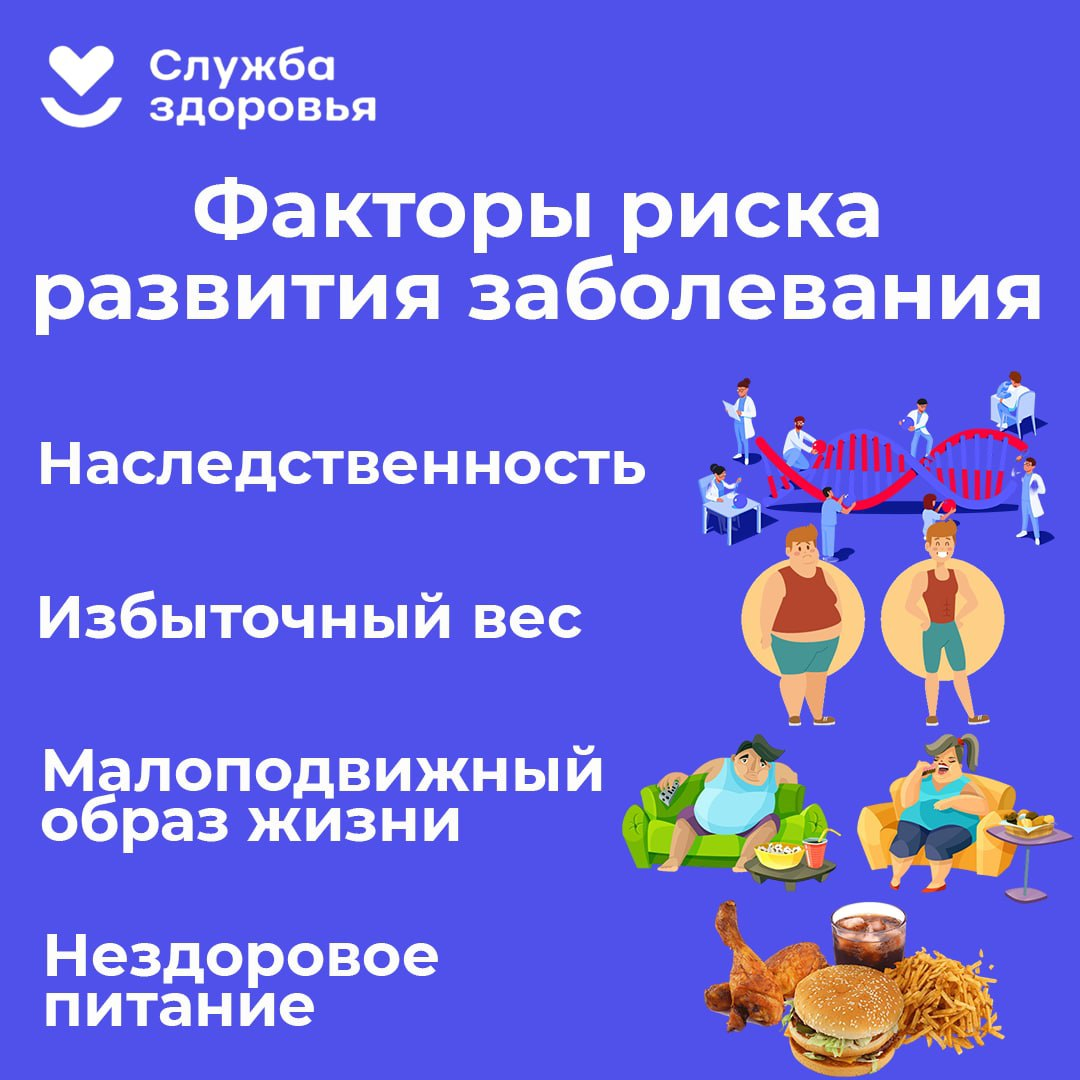 Служба
здоровья
Факторы риска
развития заболевания
Наследственность
Избыточный вес
Малоподвижный
образ жизни
Нездоровое
питание